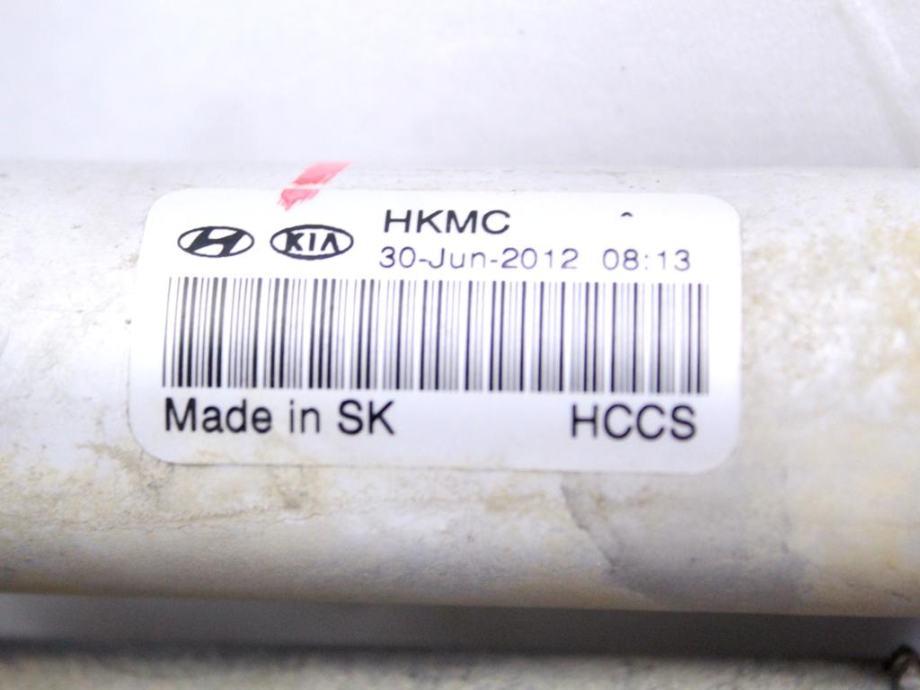 KIA HKMC
30-Jun-2012 08:13
Made in SK HCCS